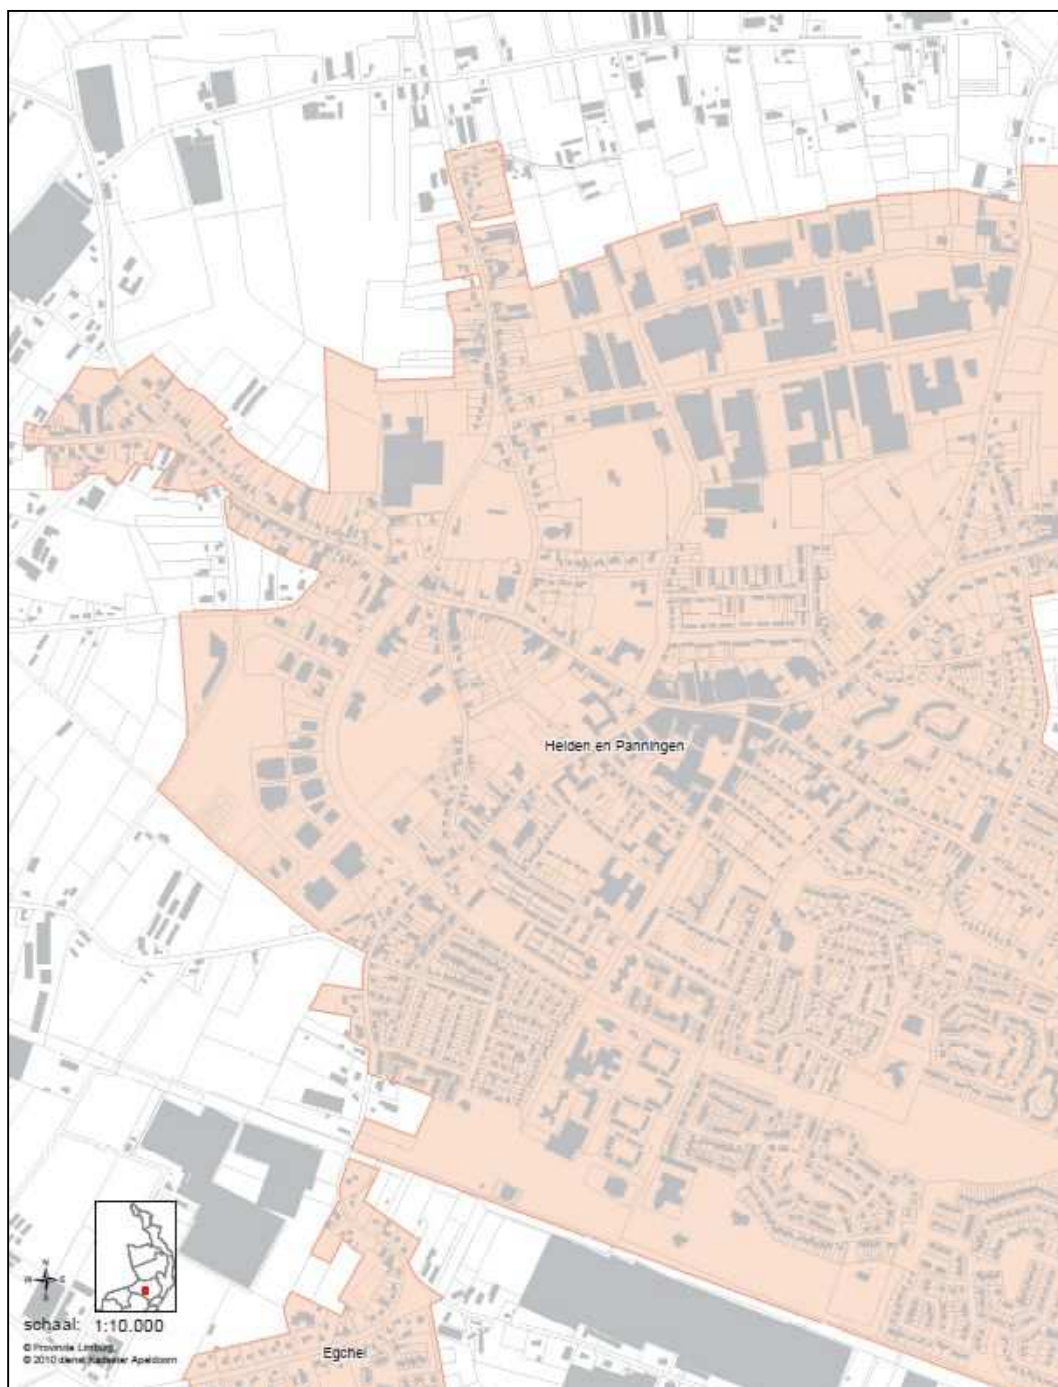 Helden en Panningen
N
W
S
schaal: 1:10.000
© Provincie Limburg,
© 2010 dienst Kadaster Apeldoorn
Egchel